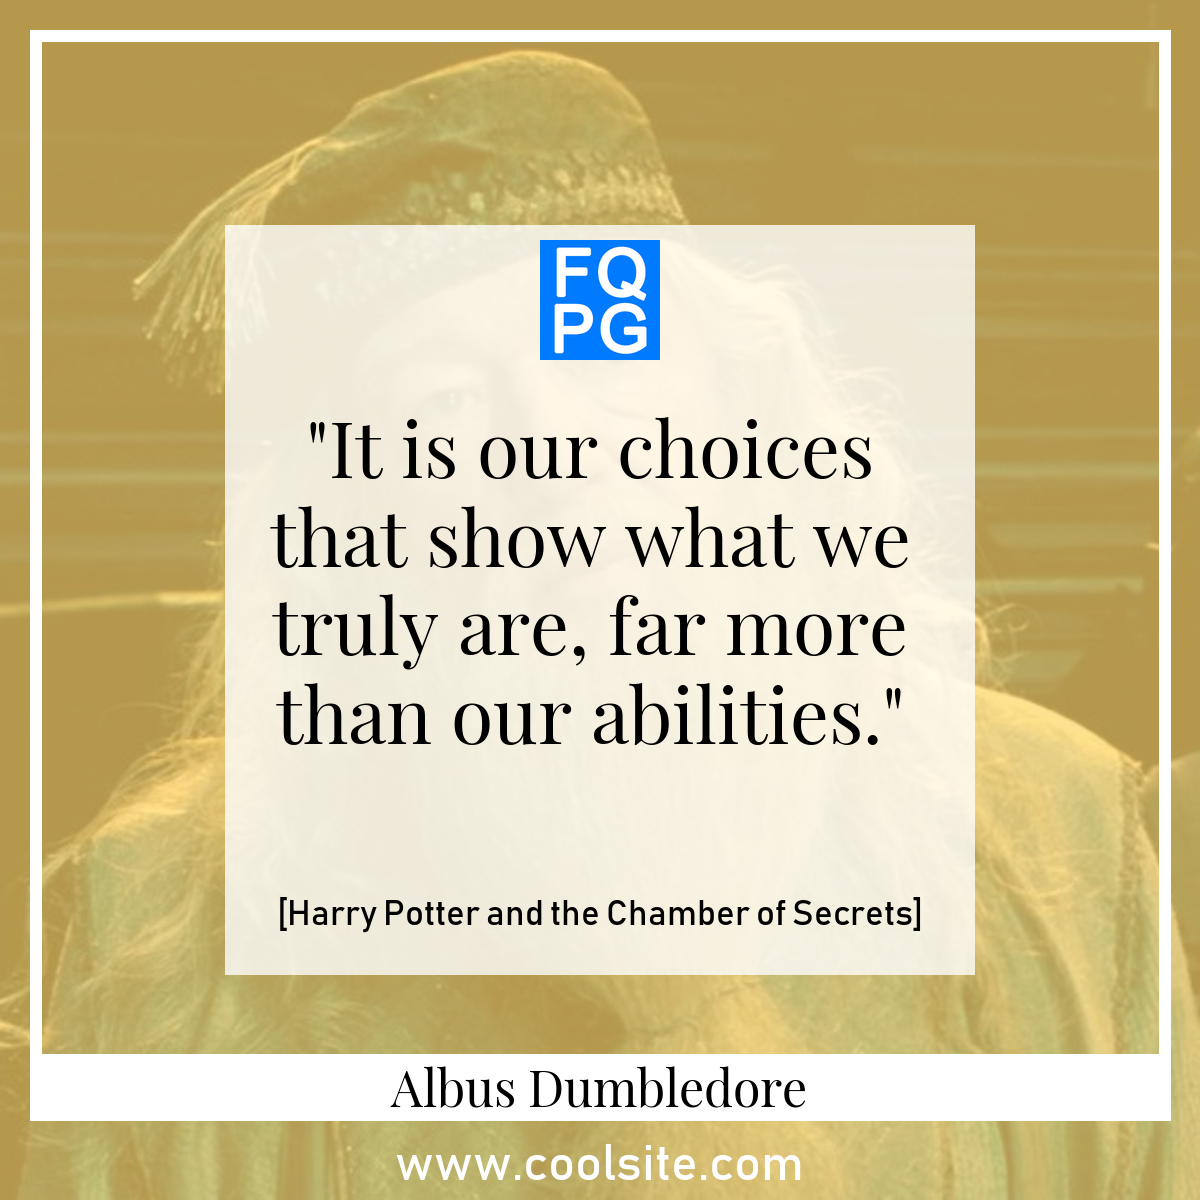 FQ
PG
"It is our choices
that show what we
truly are, far more
than our abilities."
[Harry Potter and the Chamber of Secrets]
Albus Dumbledore
www.coolsite.com